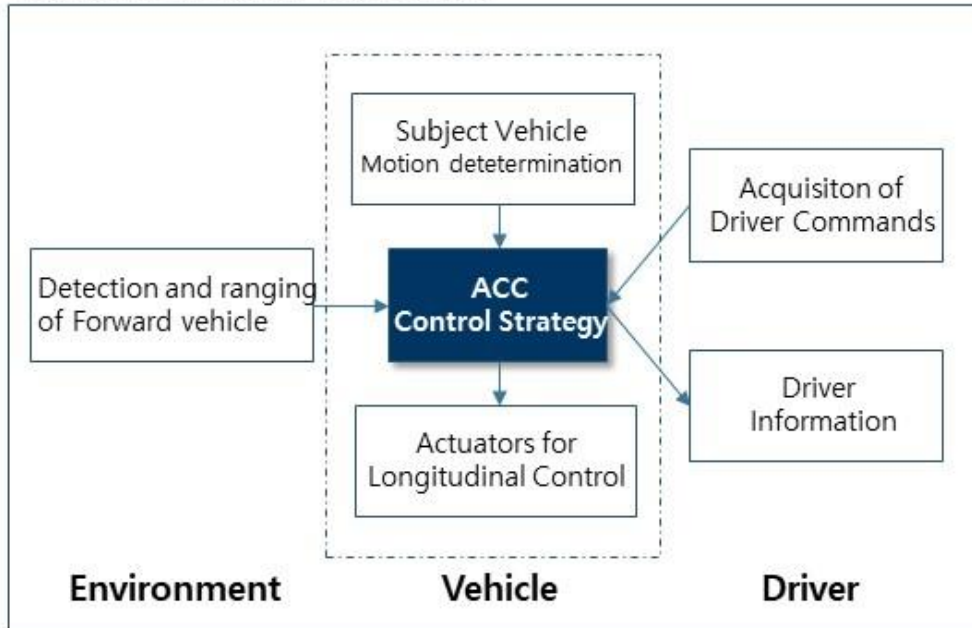 Subject Vehicle
Motion detetermination
Acquisiton of
Driver Commands
Detection and ranging
of Forward vehicle
ACC
Control Strategy
Driver
Information
Actuators for
Longitudinal Control
Environment
Vehicle
Driver